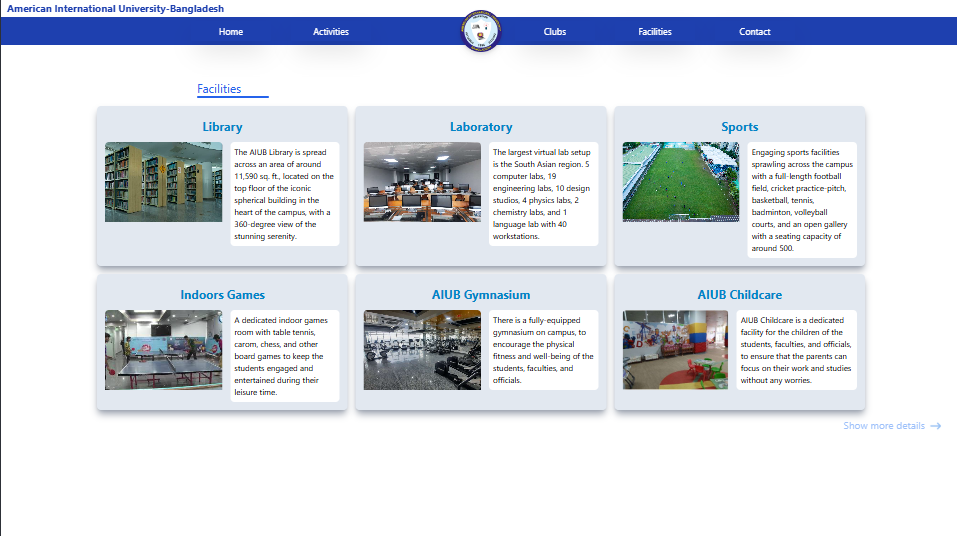 American International University-Bangladesh
Home Activities Clubs Facilities Contact
Facilities
Library
The AIUB Library is spread
across an area of around
11,590 sq. ft., located on the
top floor of the iconic
spherical building in the
heart of the campus, with a
360-degree view of the
stunning serenity.
Laboratory
The largest virtual lab setup
is the South Asian region. 5
computer labs, 19
engineering labs, 10 design
studios, 4 physics labs, 2
chemistry labs, and 1
language lab with 40
workstations.
Sports
Engaging sports facilities
sprawling across the campus
with a full-length football
field, cricket practice-pitch,
basketball, tennis,
badminton, volleyball
courts, and an open gallery
with a seating capacity of
around 500.
Indoors Games
A dedicated indoor games
room with table tennis,
carom, chess, and other
board games to keep the
students engaged and
entertained during their
leisure time.
AIUB Gymnasium
There is a fully-equipped
gymnasium on campus, to
encourage the physical
fitness and well-being of the
students, faculties, and
officials.
AIUB Childcare
AIUB Childcare is a dedicated
facility for the children of the
students, faculties, and officials,
to ensure that the parents can
focus on their work and studies
without any worries.
Show more details →